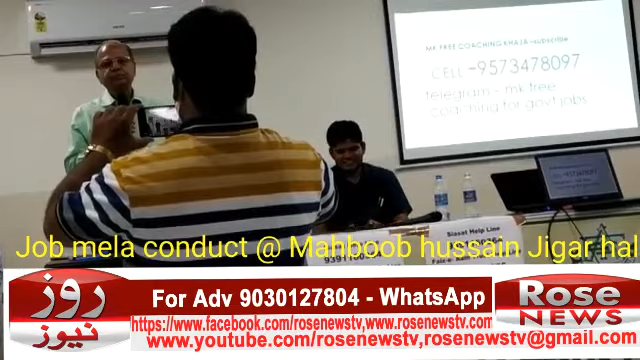 MK FREE COACHING KHAJA -subscribe
CELL -9573478097
telegram - mk free
coaching for govt jobs
Siasat Help Line
Job mela conduct @ Mahboob hussain Jigar hal
روز
نیوز
For Adv 9030127804 - WhatsApp
https://www.facebook.com/rosenewstv,www.rosenewstv.com
www.youtube.com/rosenewstv,rosenewstv@gmail.com
Rose
NEWS